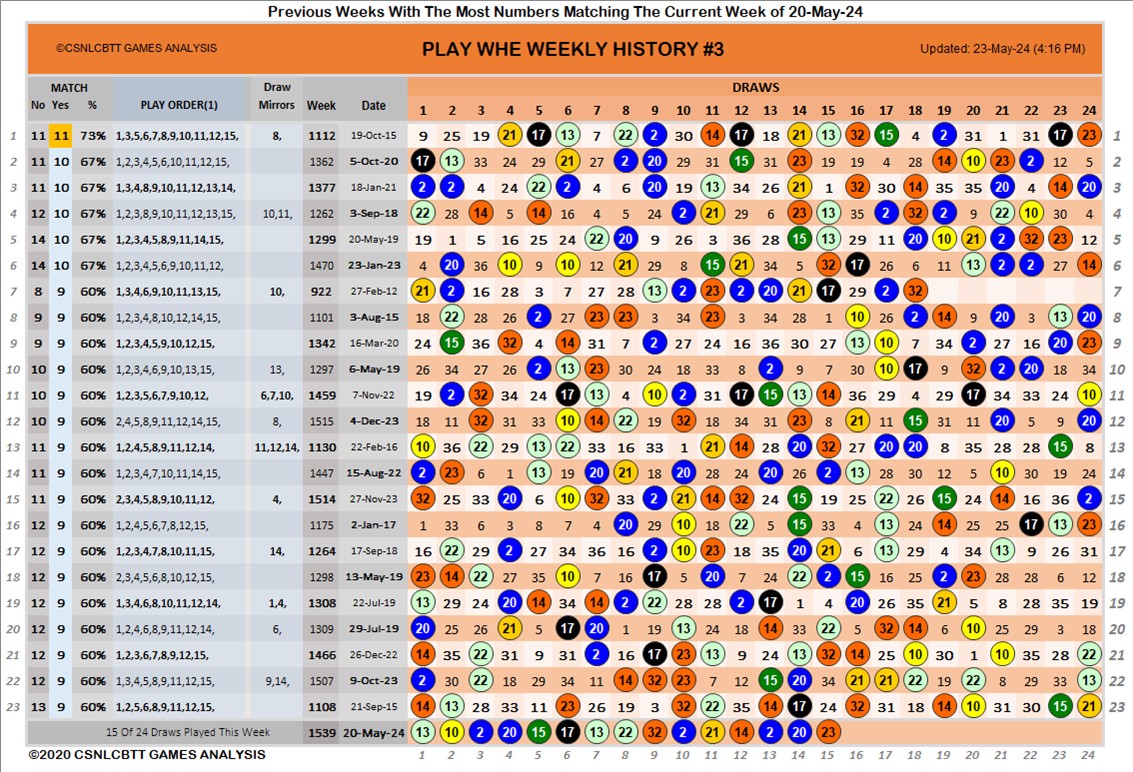 Previous Weeks With The Most Numbers Matching The Current Week of 20-May-24
©CSNLCBTT GAMES ANALYSIS PLAY WHE WEEKLY HISTORY #3 Updated: 23-May-24 (4:16 PM)
MATCH Draw DRAWS
No Yes % PLAY ORDER(1) Mirrors Week Date 1 2 3 4 5 6 7 8 9 10 11 12 13 14 15 16 17 18 19 20 21 22 23 24
1 11 11 73% 1,3,5,6,7,8,9,10,11,12,15, 8, 1112 19-Oct-15 9 25 19 21 17 13 7 22 2 30 14 17 18 21 13 32 15 4 2 31 1 31 17 23 1
2 11 10 67% 1,2,3,4,5,6,10,11,12,15, 1362 5-Oct-20 17 13 33 24 29 21 27 2 20 29 31 15 31 23 19 19 4 28 14 10 23 2 12 5 2
3 11 10 67% 1,3,4,8,9,10,11,12,13,14, 1377 18-Jan-21 2 2 4 24 22 2 4 6 20 19 13 34 26 21 1 32 30 14 35 35 20 4 14 20 3
4 12 10 67% 1,2,3,8,9,10,11,12,13,15, 10,11, 1262 3-Sep-18 22 28 14 5 14 16 4 5 24 2 21 29 6 23 13 35 2 32 2 9 22 10 30 4 4
5 14 10 67% 1,2,3,4,5,8,9,11,14,15, 1299 20-May-19 19 1 5 16 25 24 22 20 9 26 3 36 28 15 13 29 11 20 10 21 2 32 23 12 5
6 14 10 67% 1,2,3,4,5,6,9,10,11,12, 1470 23-Jan-23 4 20 36 10 9 10 12 21 29 8 15 21 34 5 32 17 26 6 11 13 2 2 27 14 6
7 8 9 60% 1,3,4,6,9,10,11,13,15, 10, 922 27-Feb-12 21 2 16 28 3 7 27 28 13 2 23 2 20 21 17 29 2 32 7
8 9 9 60% 1,2,3,4,8,10,12,14,15, 1101 3-Aug-15 18 22 28 26 2 27 23 23 3 34 23 3 34 28 1 10 26 2 14 9 20 3 13 20 8
9 9 9 60% 1,2,3,4,5,9,10,12,15, 1342 16-Mar-20 24 15 36 32 4 14 31 9 2 27 24 16 36 30 27 13 10 7 34 2 27 16 20 23 9
10 10 9 60% 1,2,3,4,6,9,10,13,15, 13, 1297 6-May-19 26 34 27 26 2 13 23 30 24 18 33 8 2 9 7 30 10 17 9 32 2 20 18 34 10
11 10 9 60% 1,2,3,5,6,7,9,10,12, 6,7,10, 1459 7-Nov-22 19 2 32 34 24 17 13 4 10 2 31 17 15 13 14 36 29 4 29 17 34 33 24 10 11
12 10 9 60% 2,4,5,8,9,11,12,14,15, 8, 1515 4-Dec-23 18 11 32 31 33 10 14 22 19 32 18 14 31 23 8 21 11 15 31 11 20 5 9 20 12
13 11 9 60% 1,2,4,5,8,9,11,12,14, 11,12,14, 1130 22-Feb-16 10 36 22 29 13 22 33 16 33 1 21 14 28 20 32 27 20 20 8 35 28 28 15 8 13
14 11 9 60% 1,2,3,4,7,10,11,14,15, 1447 15-Aug-22 2 23 6 1 13 19 20 21 18 20 28 24 20 26 2 13 28 30 12 5 10 30 19 24 14
15 11 9 60% 2,3,4,5,8,9,10,11,12, 4, 1514 27-Nov-23 32 25 33 20 6 10 32 33 2 21 14 32 24 15 19 25 22 26 15 24 14 16 36 2 15
16 12 9 60% 1,2,4,5,6,7,8,12,15, 1175 2-Jan-17 1 33 6 3 8 7 4 20 29 10 18 22 5 15 33 4 13 19 14 25 25 17 13 23 16
17 12 9 60% 1,2,3,4,7,8,10,11,15, 14, 1264 17-Sep-18 16 22 29 2 27 34 36 16 2 10 23 18 35 20 21 6 13 29 4 34 13 9 26 31 17
18 12 9 60% 2,3,4,5,6,8,10,12,15, 1298 13-May-19 23 14 22 27 35 10 7 16 17 5 20 7 24 22 2 15 16 25 2 23 28 28 6 12 18
19 12 9 60% 1,3,4,6,8,10,11,12,14, 1,4, 1308 22-Jul-19 13 29 24 20 14 34 14 2 22 28 28 2 17 1 4 20 26 35 21 5 8 28 35 19 19
20 12 9 60% 1,2,4,6,8,9,11,12,14, 6, 1309 29-Jul-19 20 25 26 21 5 17 20 1 19 13 24 18 14 33 22 9 32 14 6 10 25 29 3 18 20
21 12 9 60% 1,2,3,6,7,8,9,12,15, 1466 26-Dec-22 14 35 22 31 9 31 2 16 17 23 13 9 24 13 32 14 25 10 30 1 10 35 28 22 21
22 12 9 60% 1,3,4,5,8,9,11,12,15, 9,14, 1507 9-Oct-23 2 30 22 18 29 34 11 14 32 23 7 12 15 20 34 21 21 22 19 22 8 29 33 13 22
23 13 9 60% 1,2,5,6,8,9,11,12,15, 1108 21-Sep-15 14 13 28 33 11 23 26 19 3 32 22 35 14 17 24 32 31 18 14 10 31 30 15 21 23
15 Of 24 Draws Played This Week 1539 20-May-24 13 10 2 20 15 17 13 22 32 2 21 14 2 20 23
©2020 CSNLCBTT GAMES ANALYSIS 1 2 3 4 5 6 7 8 9 10 11 12 13 14 15 16 17 18 19 20 21 22 23 24